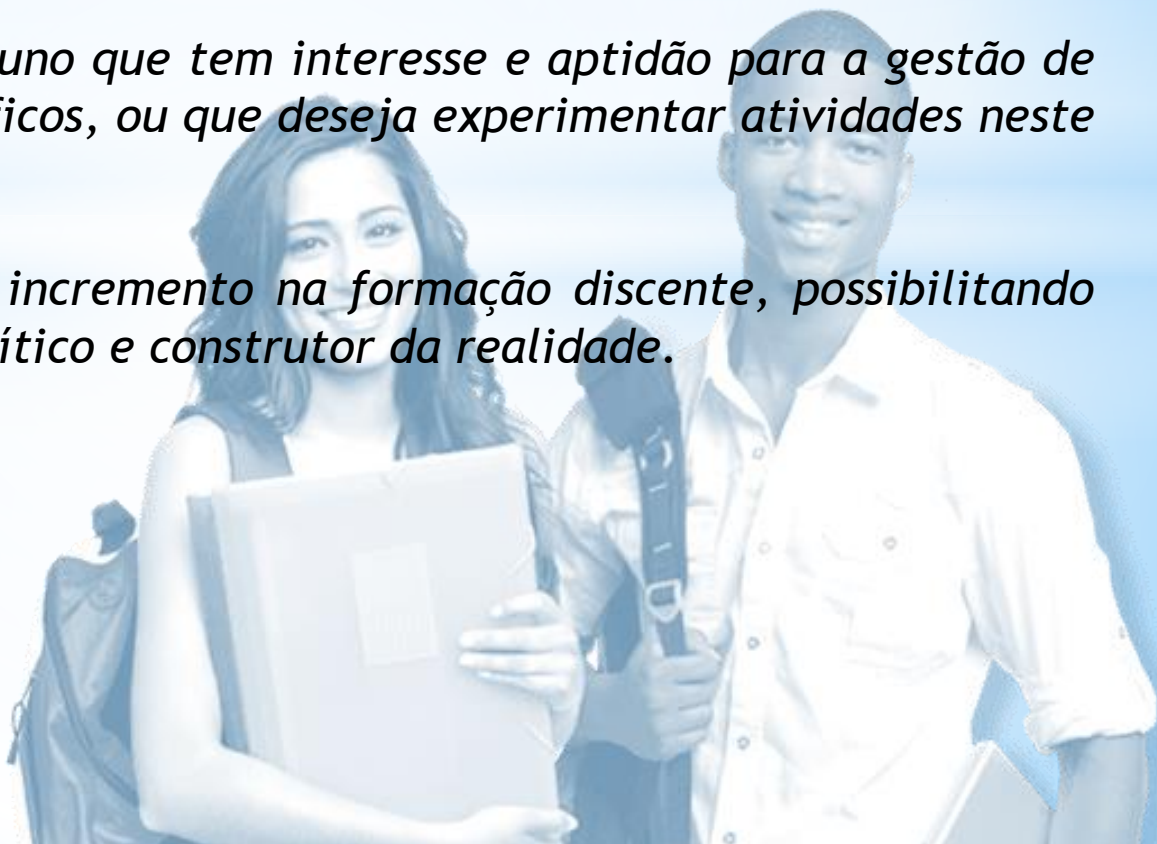 uno que tem interesse e aptidão para a gestão de
ficos, ou que deseja experimentar atividades neste
incremento na formação discente, possibilitando
ítico e construtor da realidade.